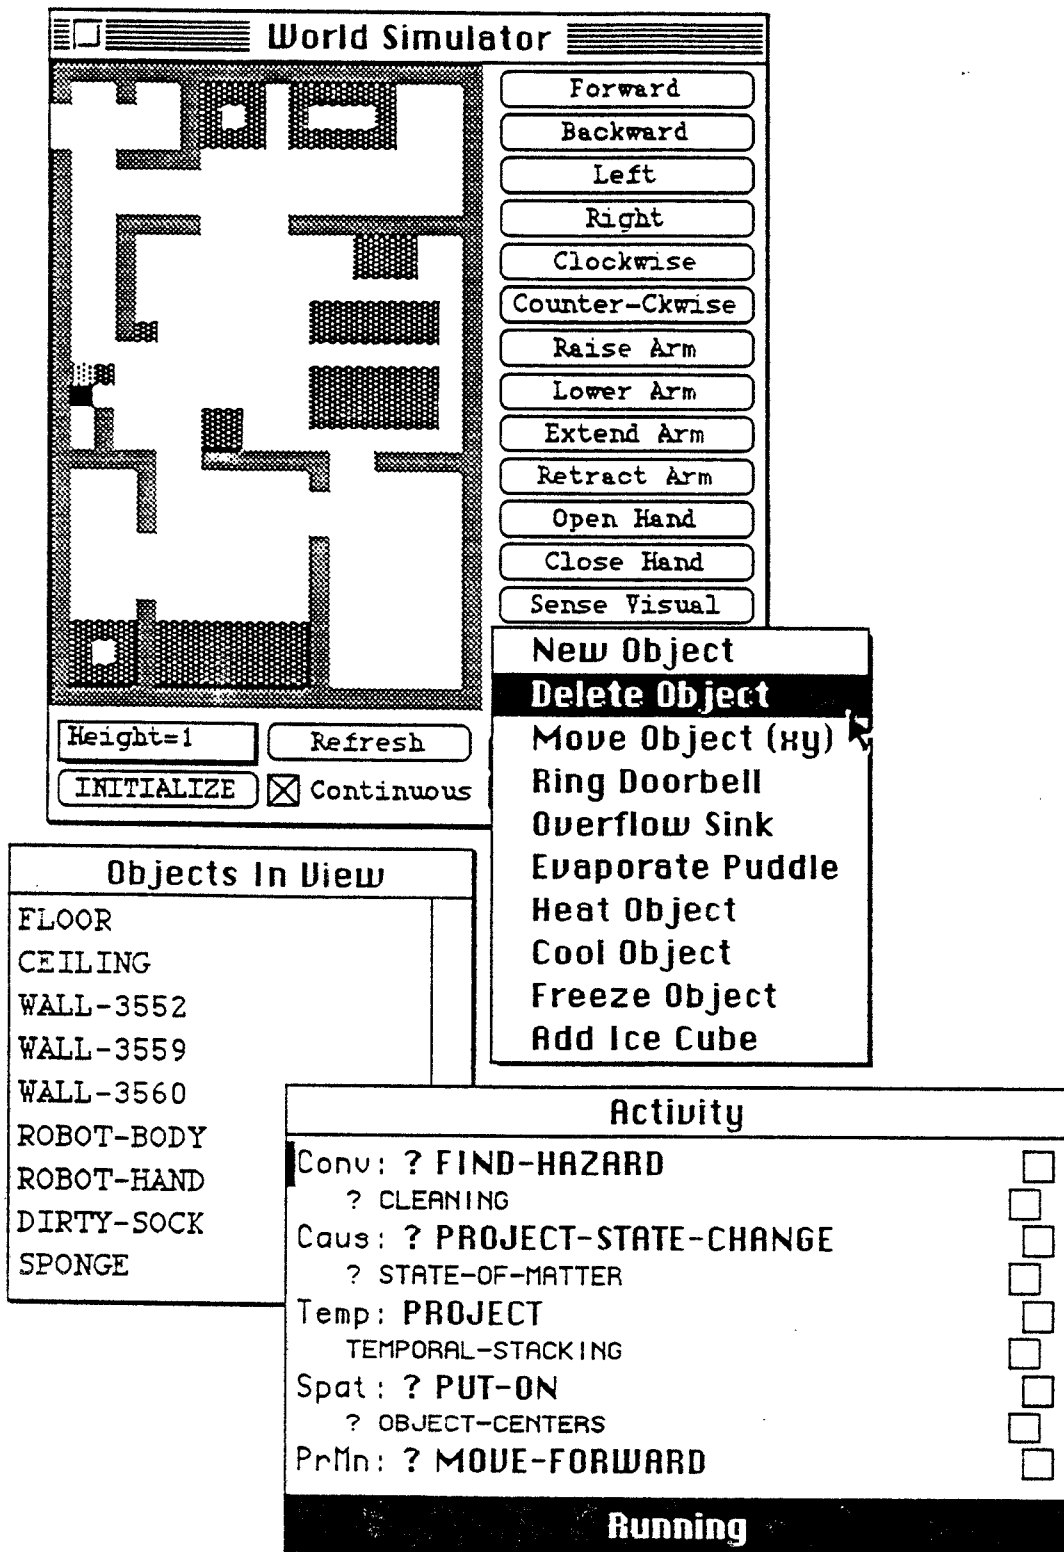 World Simulator
Forward
Backward
Left
Right
Clockwise
Counter-Ckwise
Raise Arm
Lower Arm
Extend Arm
Retract Arm
Open Hand
Close Hand
Sense Visual
New Object
Delete Object
Move Object (xy)
Ring Doorbell
Overflow Sink
Evaporate Puddle
Heat Object
Cool Object
Freeze Object
Add Ice Cube
Height=1
Refresh
INITIALIZE
Continuous
Objects In View
FLOOR
CEILING
WALL-3552
WALL-3559
WALL-3560
ROBOT-BODY
ROBOT-HAND
DIRTY-SOCK
SPONGE
Activity
Conv: ? FIND-HAZARD
? CLEANING
Caus: ? PROJECT-STATE-CHANGE
? STATE-OF-MATTER
Temp: PROJECT
TEMPORAL-STACKING
Spat: ? PUT-ON
? OBJECT-CENTERS
PrMn: ? MOVE-FORWARD
Running